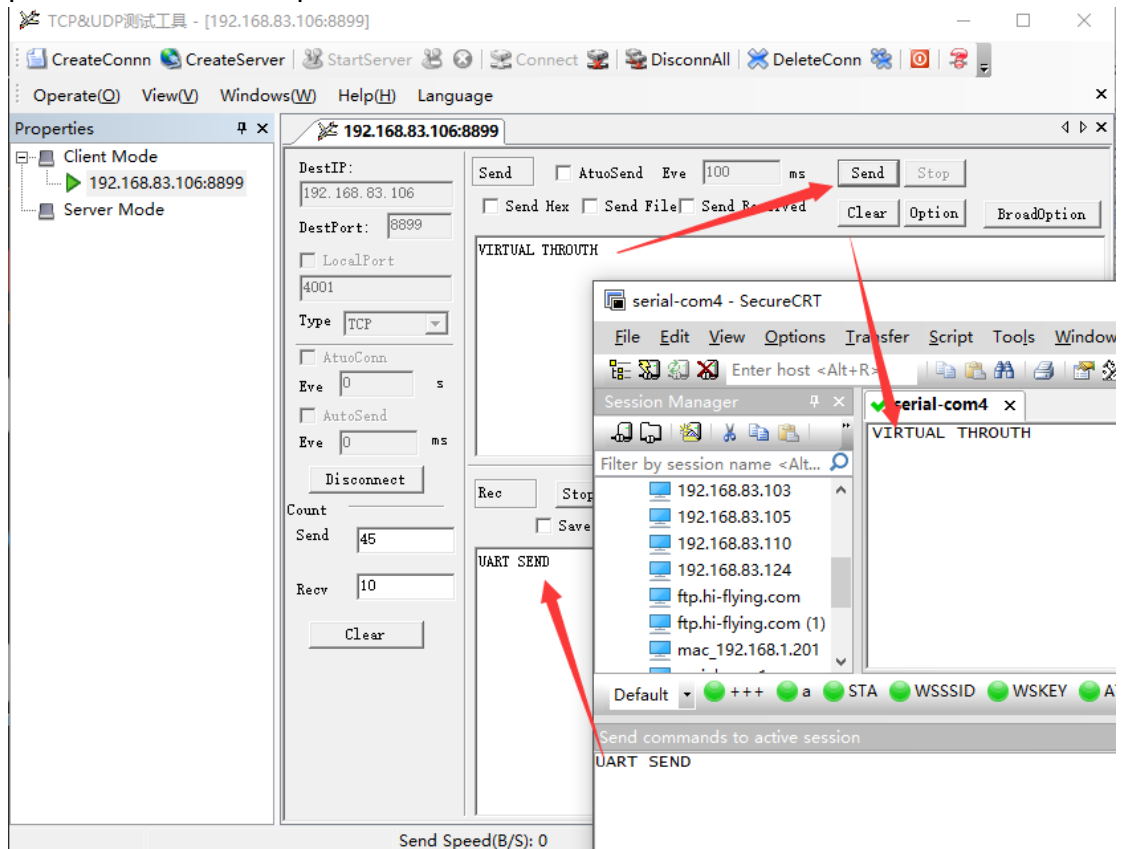 TCP&UDP测试工具 - [192.168.83.106:8899]
CreateConnn CreateServer StartServer Connect DisconnAll DeleteConn
Operate(O) View(V) Windows(W) Help(H) Language
Properties
192.168.83.106:8899
Client Mode
192.168.83.106:8899
Server Mode
DestIP:
192.168.83.106
DestPort: 8899
LocalPort
4001
Type TCP
AtuoConn
Eve 0 s
AutoSend
Eve 0 ms
Disconnect
Count
Send 45
Recv 10
Clear
Send AtuoSend Eve 100 ms Send Stop
Send Hex Send File Send Received Clear Option BroadOption
VIRTUAL THROUTH
Rec Stop
Save
UART SEND
serial-com4 - SecureCRT
File Edit View Options Transfer Script Tools Window
Enter host <Alt+R>
Session Manager
serial-com4
VIRTUAL THROUTH
Filter by session name <Alt...
192.168.83.103
192.168.83.105
192.168.83.110
192.168.83.124
ftp.hi-flying.com
ftp.hi-flying.com (1)
mac_192.168.1.201
Default +++ a STA WSSSID WSKEY A
Send commands to active session
UART SEND
Send Speed(B/S): 0